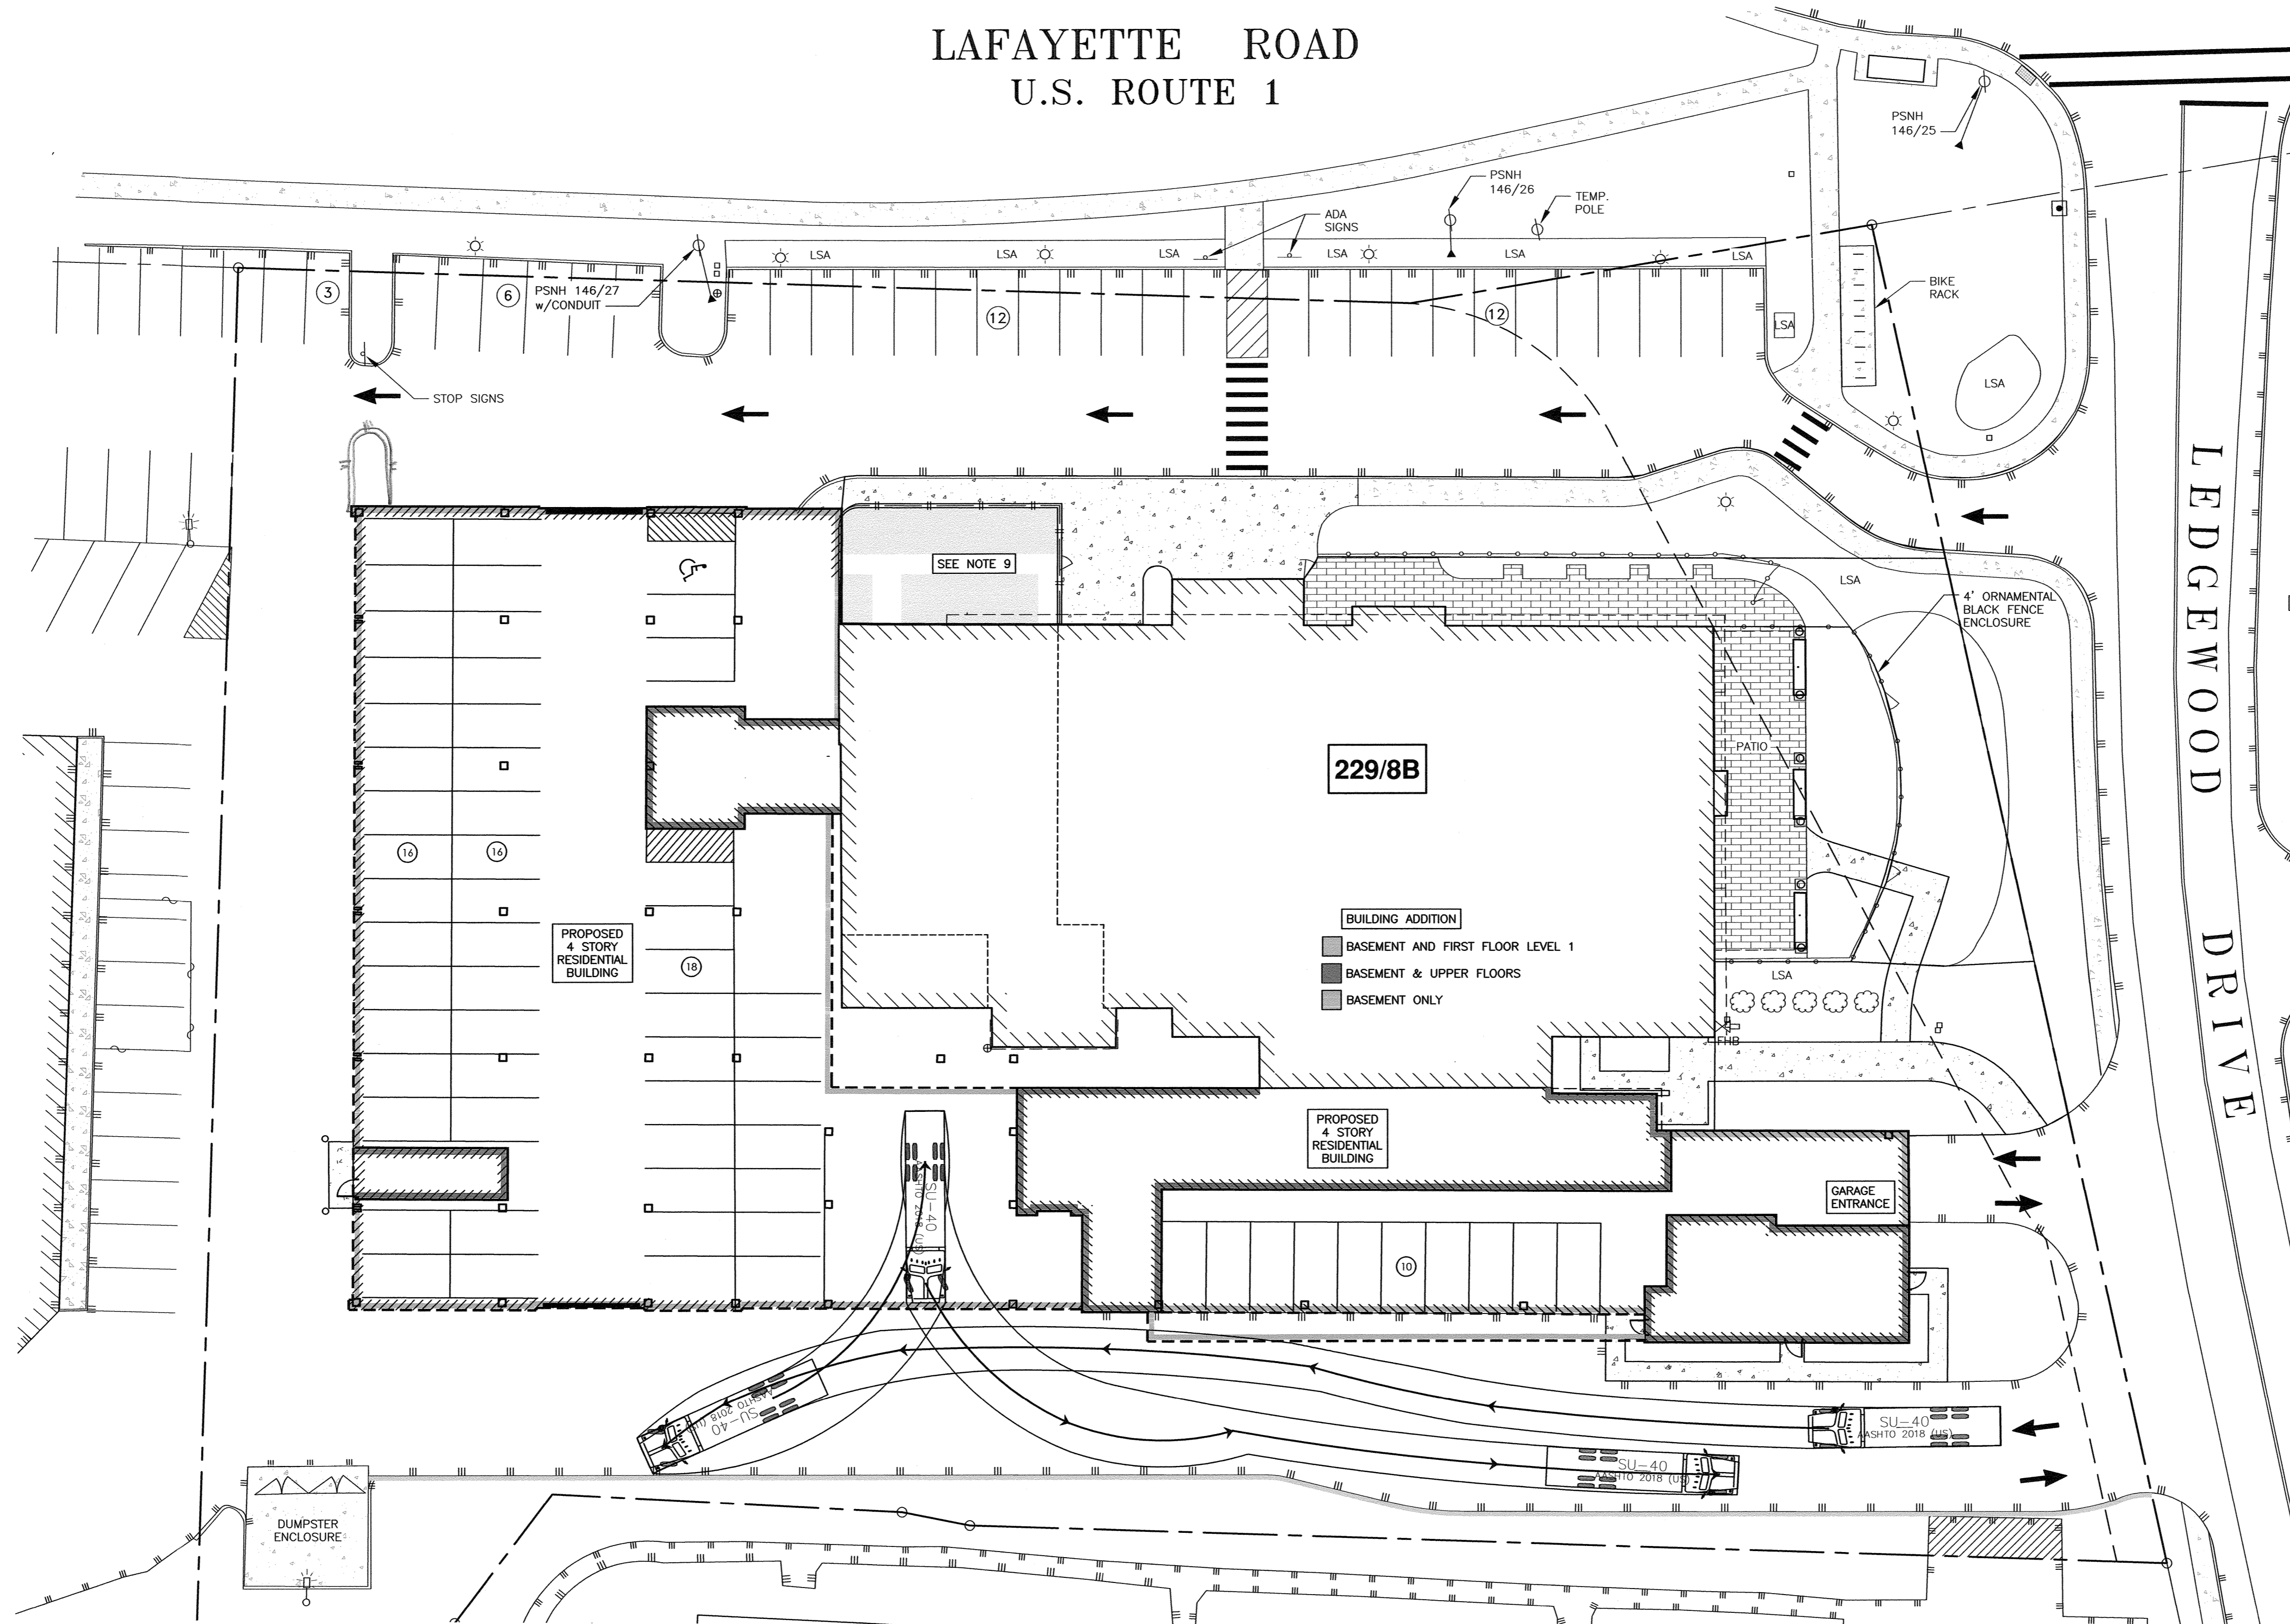 LAFAYETTE ROAD
U.S. ROUTE 1
PSNH
146/25
PSNH
146/26
TEMP.
POLE
ADA
SIGNS
LSA
LSA
LSA
LSA
LSA
LSA
3
6
PSNH 146/27
w/CONDUIT
12
12
BIKE
RACK
LSA
LSA
STOP SIGNS
SEE NOTE 9
LSA
4' ORNAMENTAL
BLACK FENCE
ENCLOSURE
LEDGEWOOD DRIVE
PATIO
229/8B
16
16
PROPOSED
4 STORY
RESIDENTIAL
BUILDING
18
BUILDING ADDITION
BASEMENT AND FIRST FLOOR LEVEL 1
BASEMENT & UPPER FLOORS
BASEMENT ONLY
LSA
FHB
PROPOSED
4 STORY
RESIDENTIAL
BUILDING
GARAGE
ENTRANCE
10
SU-40
AASHTO 2018 (US)
SU-40
AASHTO 2018 (US)
SU-40
AASHTO 2018 (US)
SU-40
AASHTO 2018 (US)
DUMPSTER
ENCLOSURE